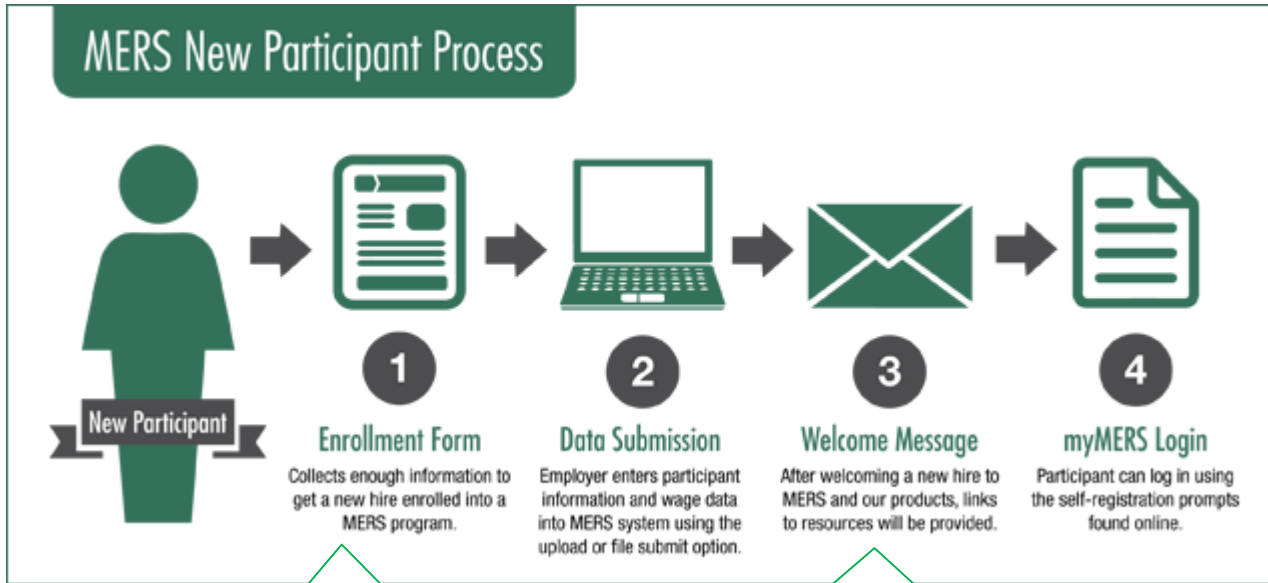 MERS New Participant Process
New Participant
1
Enrollment Form
Collects enough information to
get a new hire enrolled into a
MERS program.
2
Data Submission
Employer enters participant
information and wage data
into MERS system using the
upload or file submit option.
3
Welcome Message
After welcoming a new hire to
MERS and our products, links
to resources will be provided.
4
myMERS Login
Participant can log in using
the self-registration prompts
found online.